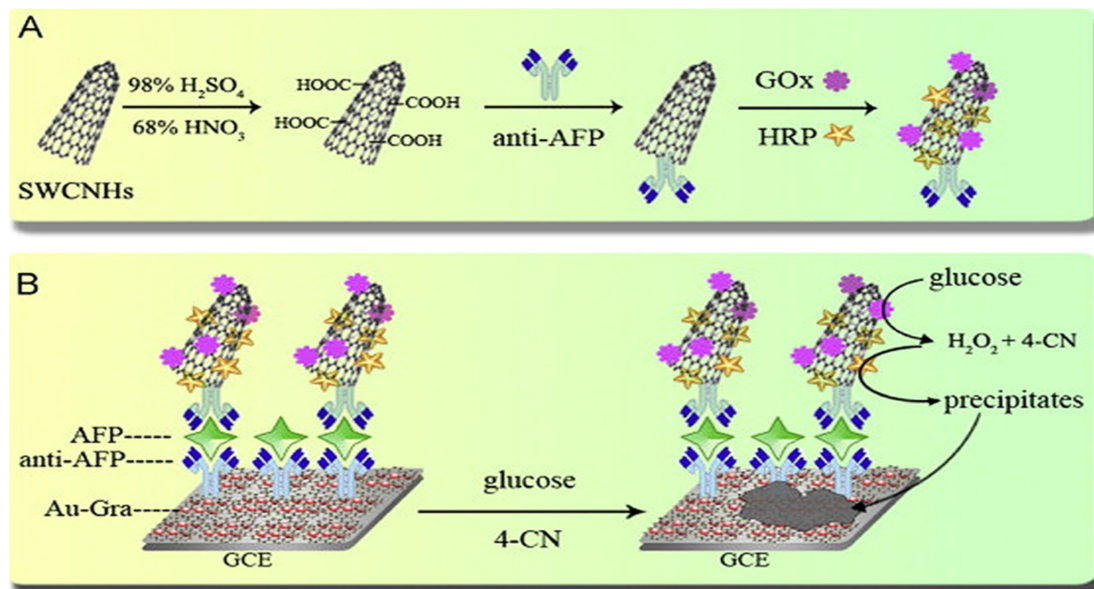 A
98% H₂SO₄
68% HNO₃
SWCNHs
HOOC
COOH
HOOC
COOH
anti-AFP
GOx
HRP
B
AFP-----
anti-AFP-----
Au-Gra------
GCE
glucose
4-CN
GCE
glucose
H₂O₂ + 4-CN
precipitates